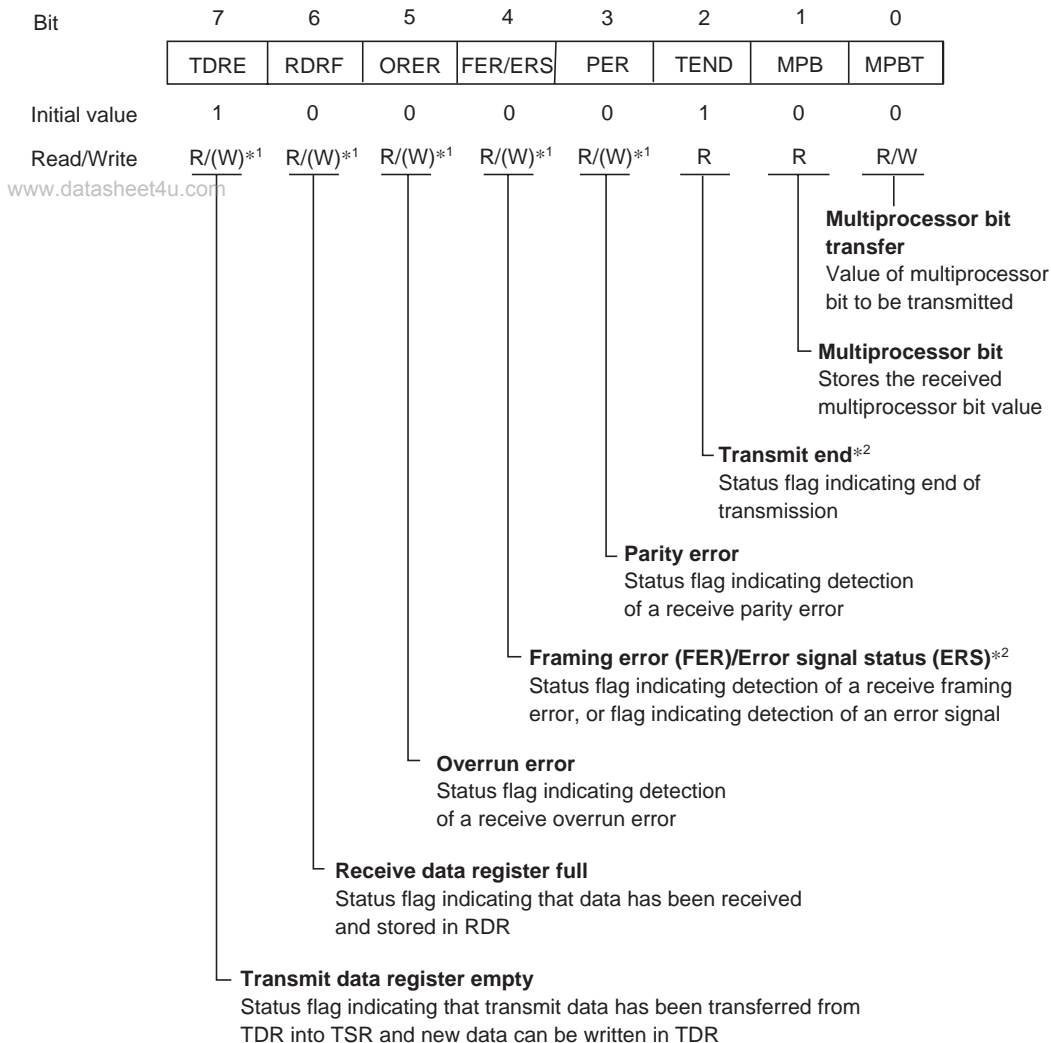 Bit 7 6 5 4 3 2 1 0
TDRE RDRF ORER FER/ERS PER TEND MPB MPBT
Initial value 1 0 0 0 0 1 0 0
Read/Write R/(W)*1 R/(W)*1 R/(W)*1 R/(W)*1 R/(W)*1 R R R/W
www.datasheet4u.com
Multiprocessor bit
transfer
Value of multiprocessor
bit to be transmitted
Multiprocessor bit
Stores the received
multiprocessor bit value
Transmit end*2
Status flag indicating end of
transmission
Parity error
Status flag indicating detection
of a receive parity error
Framing error (FER)/Error signal status (ERS)*2
Status flag indicating detection of a receive framing
error, or flag indicating detection of an error signal
Overrun error
Status flag indicating detection
of a receive overrun error
Receive data register full
Status flag indicating that data has been received
and stored in RDR
Transmit data register empty
Status flag indicating that transmit data has been transferred from
TDR into TSR and new data can be written in TDR